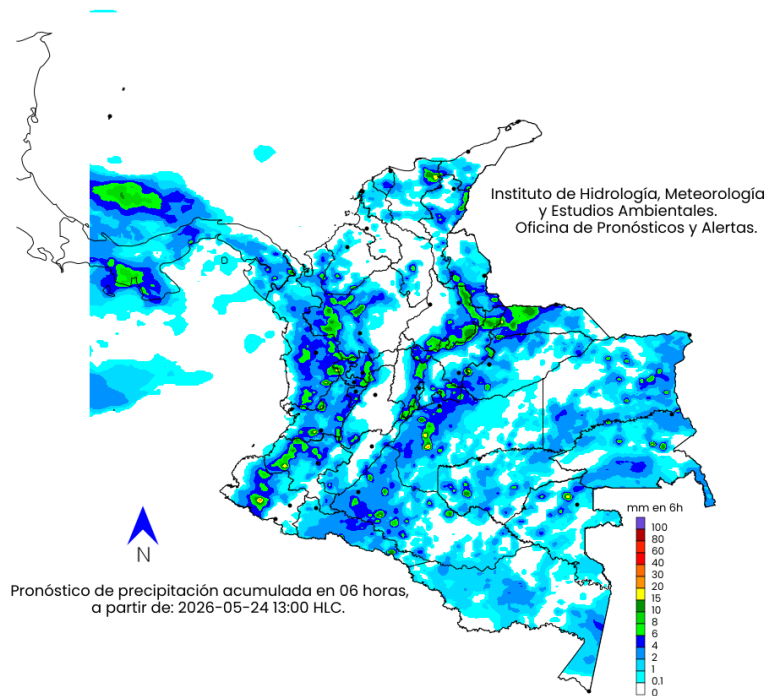 Instituto de Hidrología, Meteorología
y Estudios Ambientales.
Oficina de Pronósticos y Alertas.
mm en 6h
100
80
60
40
30
20
15
10
8
6
4
2
1
0.1
0
N
Pronóstico de precipitación acumulada en 06 horas,
a partir de: 2026-05-24 13:00 HLC.